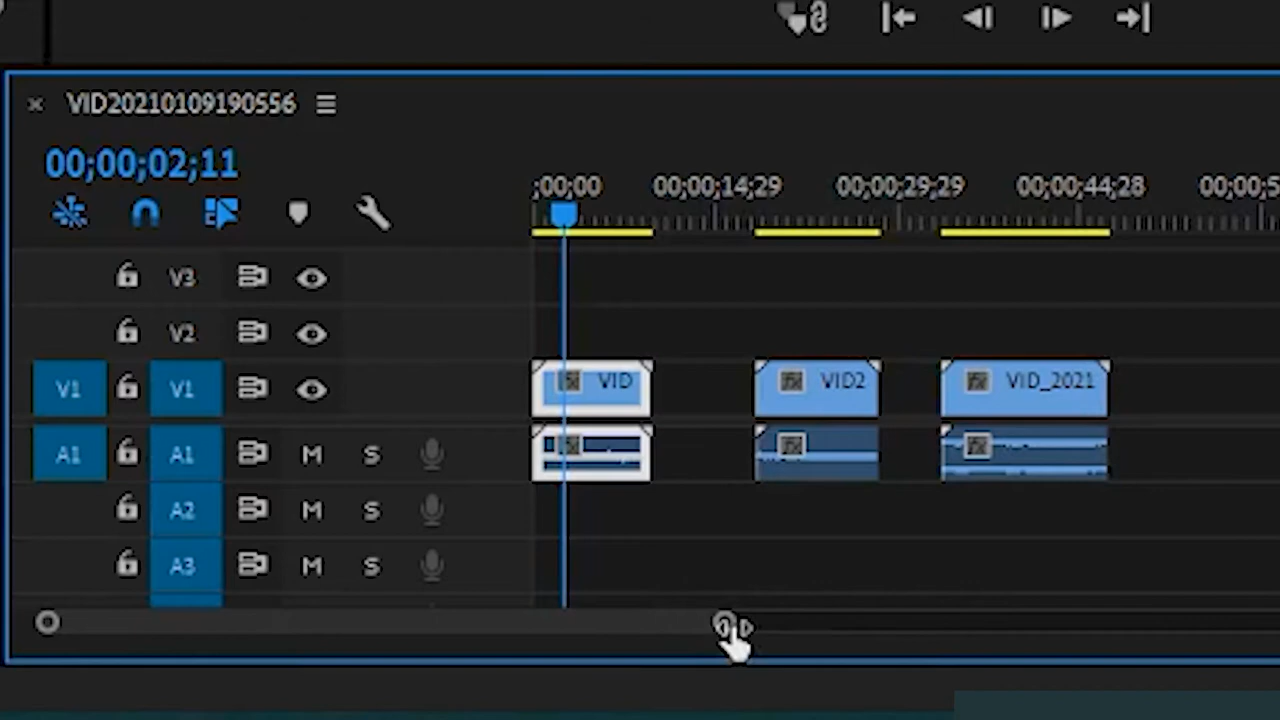 × VID20210109190556
00;00;02;11
;00;00 00;00;14;29 00;00;29;29 00;00;44;28 00;00;5
V3
V2
V1 V1 VID VID2 VID_2021
A1 A1 M S
A2 M S
A3 M S